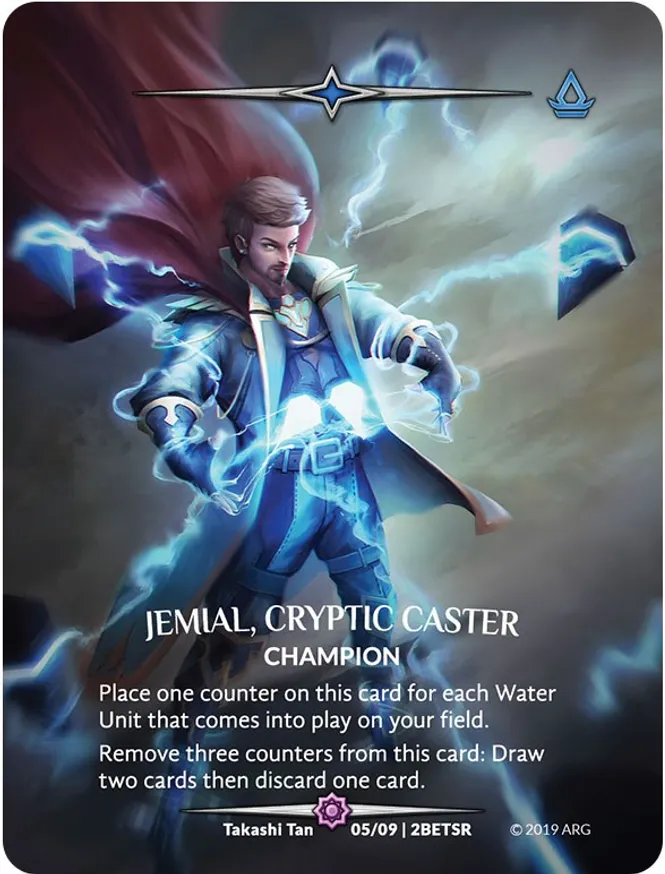 JEMIAL, CRYPTIC CASTER
CHAMPION
Place one counter on this card for each Water
Unit that comes into play on your field.
Remove three counters from this card: Draw
two cards then discard one card.
Takashi Tan 05/09 | 2BETSR © 2019 ARG